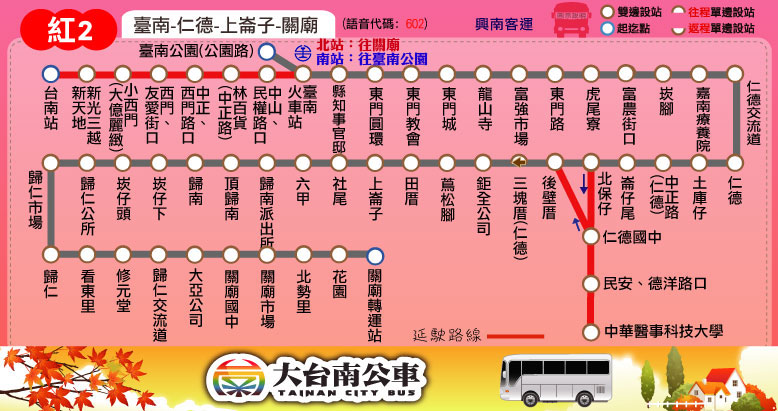 紅2
臺南-仁德-上崙子-關廟
(語音代碼: 602)
興南客運
雙邊設站
往程單邊設站
起迄點
返程單邊設站
臺南公園(公園路)
北站：往關廟
南站：往臺南公園
台南站
新光三越新天地
小西門(大億麗緻)
西門、友愛街口
中正、西門路口
林百貨(中正路)
中山、民權路口
臺南火車站
縣知事官邸
東門圓環
東門教會
東門城
龍山寺
富強市場
東門路
虎尾寮
富農街口
崁腳
嘉南療養院
仁德交流道
歸仁市場
歸仁公所
崁仔頭
崁仔下
歸南
頂歸南
歸南派出所
六甲
社尾
上崙子
田厝
蔦松腳
鉅全公司
三塊厝(仁德)
後壁厝
北保仔
崙仔尾
中正路(仁德)
土庫仔
仁德
仁德國中
民安、德洋路口
中華醫事科技大學
歸仁
看東里
修元堂
歸仁交流道
大亞公司
關廟國中
關廟市場
北勢里
花園
關廟轉運站
延駛路線
大台南公車
TAINAN CITY BUS